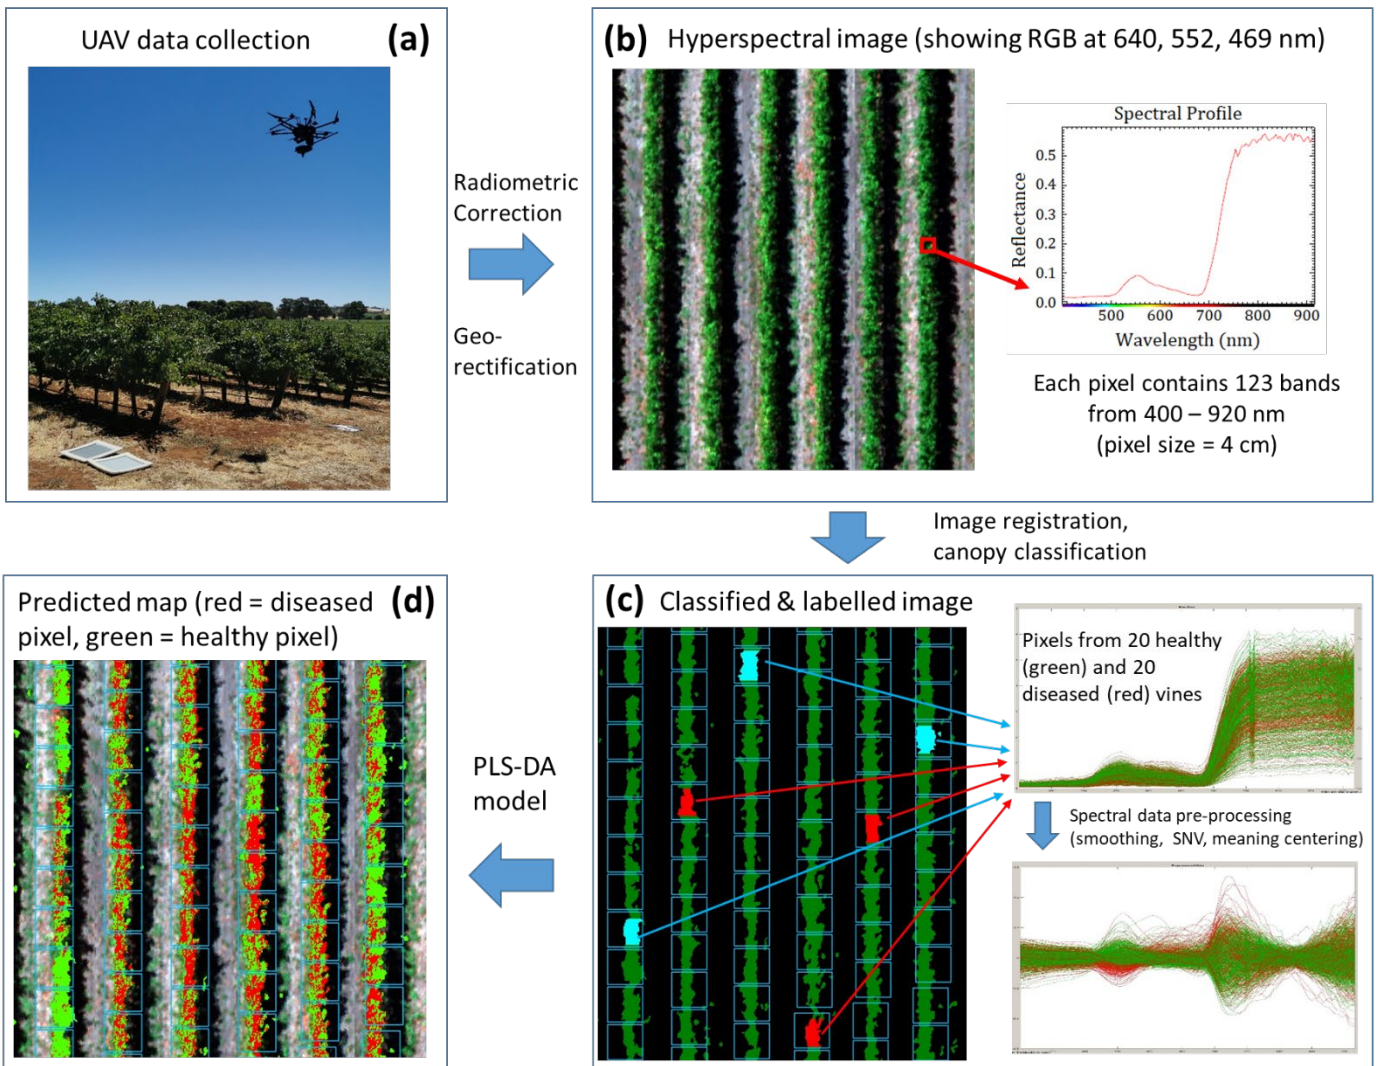 UAV data collection
(a)
Radiometric
Correction
Geo-
rectification
(b)
Hyperspectral image (showing RGB at 640, 552, 469 nm)
Spectral Profile
Reflectance
0.5
0.4
0.3
0.2
0.1
0.0
500
600
700
800
900
Wavelength (nm)
Each pixel contains 123 bands
from 400 – 920 nm
(pixel size = 4 cm)
Image registration,
canopy classification
(c)
Classified & labelled image
Pixels from 20 healthy
(green) and 20
diseased (red) vines
Spectral data pre-processing
(smoothing, SNV, meaning centering)
PLS-DA
model
Predicted map (red = diseased
pixel, green = healthy pixel)
(d)